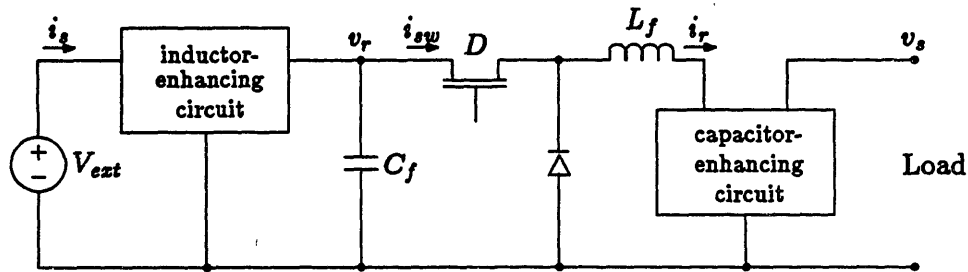 i_s
inductor-
enhancing
circuit
v_r
i_sw
D
L_f
i_r
v_s
+
−
V_ext
C_f
capacitor-
enhancing
circuit
Load